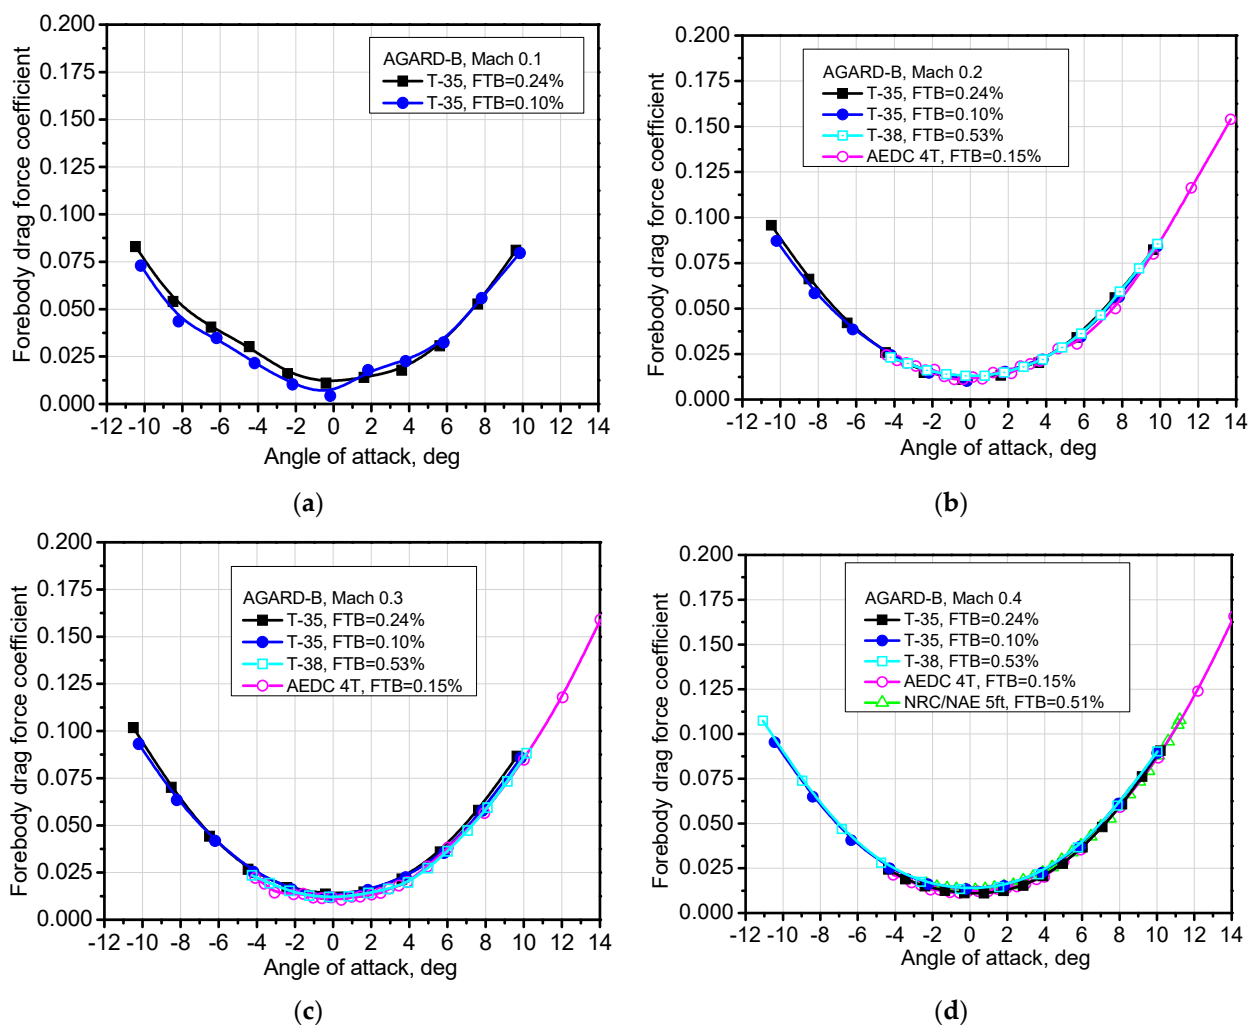 0.200
0.175
0.150
0.125
0.100
0.075
0.050
0.025
0.000
Forebody drag force coefficient
AGARD-B, Mach 0.1
T-35, FTB=0.24%
T-35, FTB=0.10%
-12 -10 -8 -6 -4 -2 0 2 4 6 8 10 12 14
Angle of attack, deg
(a)
0.200
0.175
0.150
0.125
0.100
0.075
0.050
0.025
0.000
Forebody drag force coefficient
AGARD-B, Mach 0.2
T-35, FTB=0.24%
T-35, FTB=0.10%
T-38, FTB=0.53%
AEDC 4T, FTB=0.15%
-12 -10 -8 -6 -4 -2 0 2 4 6 8 10 12 14
Angle of attack, deg
(b)
0.200
0.175
0.150
0.125
0.100
0.075
0.050
0.025
0.000
Forebody drag force coefficient
AGARD-B, Mach 0.3
T-35, FTB=0.24%
T-35, FTB=0.10%
T-38, FTB=0.53%
AEDC 4T, FTB=0.15%
-12 -10 -8 -6 -4 -2 0 2 4 6 8 10 12 14
Angle of attack, deg
(c)
0.200
0.175
0.150
0.125
0.100
0.075
0.050
0.025
0.000
Forebody drag force coefficient
AGARD-B, Mach 0.4
T-35, FTB=0.24%
T-35, FTB=0.10%
T-38, FTB=0.53%
AEDC 4T, FTB=0.15%
NRC/NAE 5ft, FTB=0.51%
-12 -10 -8 -6 -4 -2 0 2 4 6 8 10 12 14
Angle of attack, deg
(d)